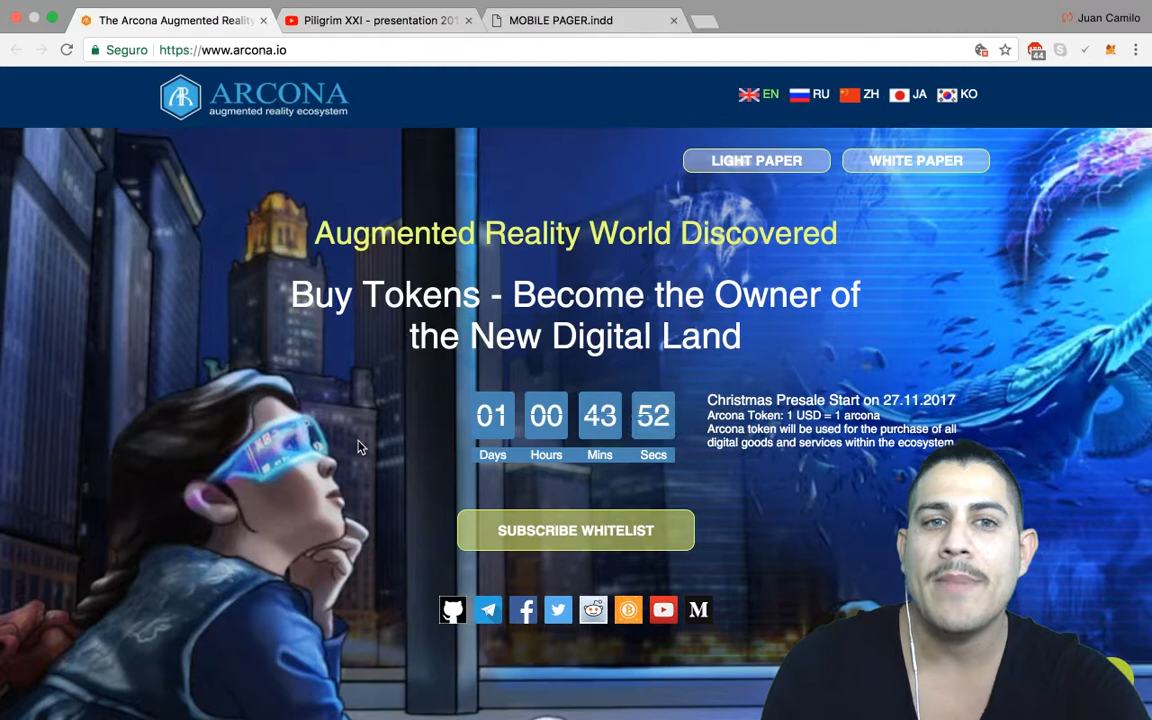 The Arcona Augmented Reality
Piligrim XXI - presentation 201
MOBILE PAGER.indd
Juan Camilo
Seguro
https://www.arcona.io
44
ARCONA
augmented reality ecosystem
EN
RU
ZH
JA
KO
LIGHT PAPER
WHITE PAPER
Augmented Reality World Discovered
Buy Tokens - Become the Owner of
the New Digital Land
01 00 43 52
Days Hours Mins Secs
Christmas Presale Start on 27.11.2017
Arcona Token: 1 USD = 1 arcona
Arcona token will be used for the purchase of all
digital goods and services within the ecosystem
SUBSCRIBE WHITELIST